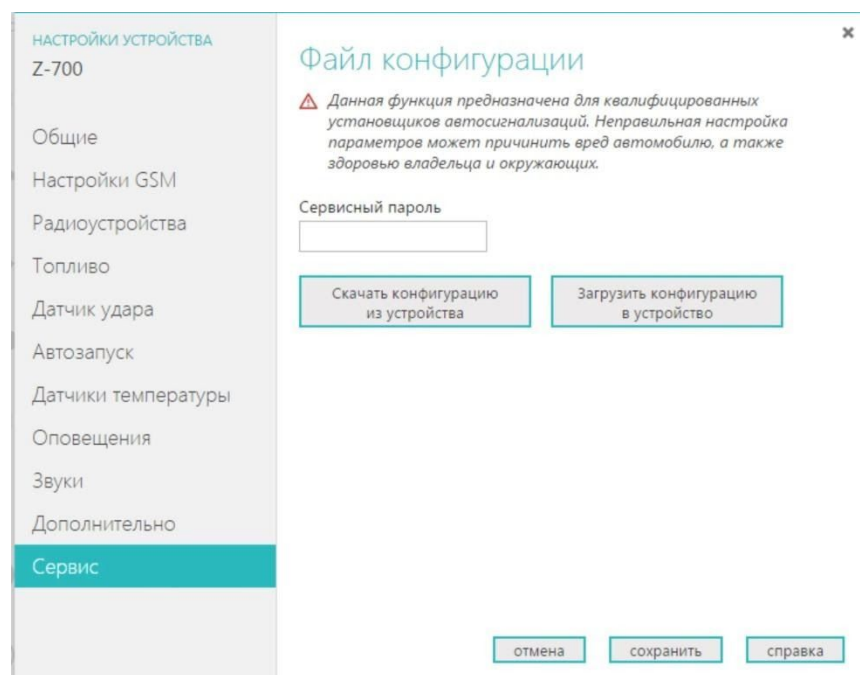 НАСТРОЙКИ УСТРОЙСТВА
Z-700
Общие
Настройки GSM
Радиоустройства
Топливо
Датчик удара
Автозапуск
Датчики температуры
Оповещения
Звуки
Дополнительно
Сервис
Файл конфигурации
Данная функция предназначена для квалифицированных
установщиков автосигнализаций. Неправильная настройка
параметров может причинить вред автомобилю, а также
здоровью владельца и окружающих.
Сервисный пароль
Скачать конфигурацию
из устройства
Загрузить конфигурацию
в устройство
отмена
сохранить
справка